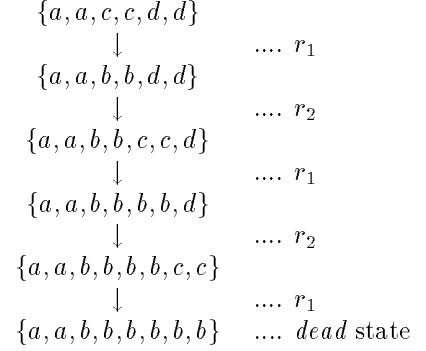 {a, a, c, c, d, d}
↓ .... r₁
{a, a, b, b, d, d}
↓ .... r₂
{a, a, b, b, c, c, d}
↓ .... r₁
{a, a, b, b, b, b, d}
↓ .... r₂
{a, a, b, b, b, b, c, c}
↓ .... r₁
{a, a, b, b, b, b, b, b} .... dead state